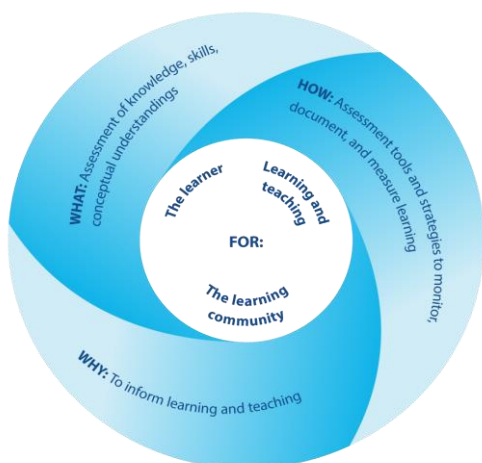 WHAT: Assessment of knowledge, skills,
conceptual understandings
HOW: Assessment tools and strategies to monitor,
document, and measure learning
The learner
Learning and
teaching
FOR:
The learning
community
WHY: To inform learning and teaching